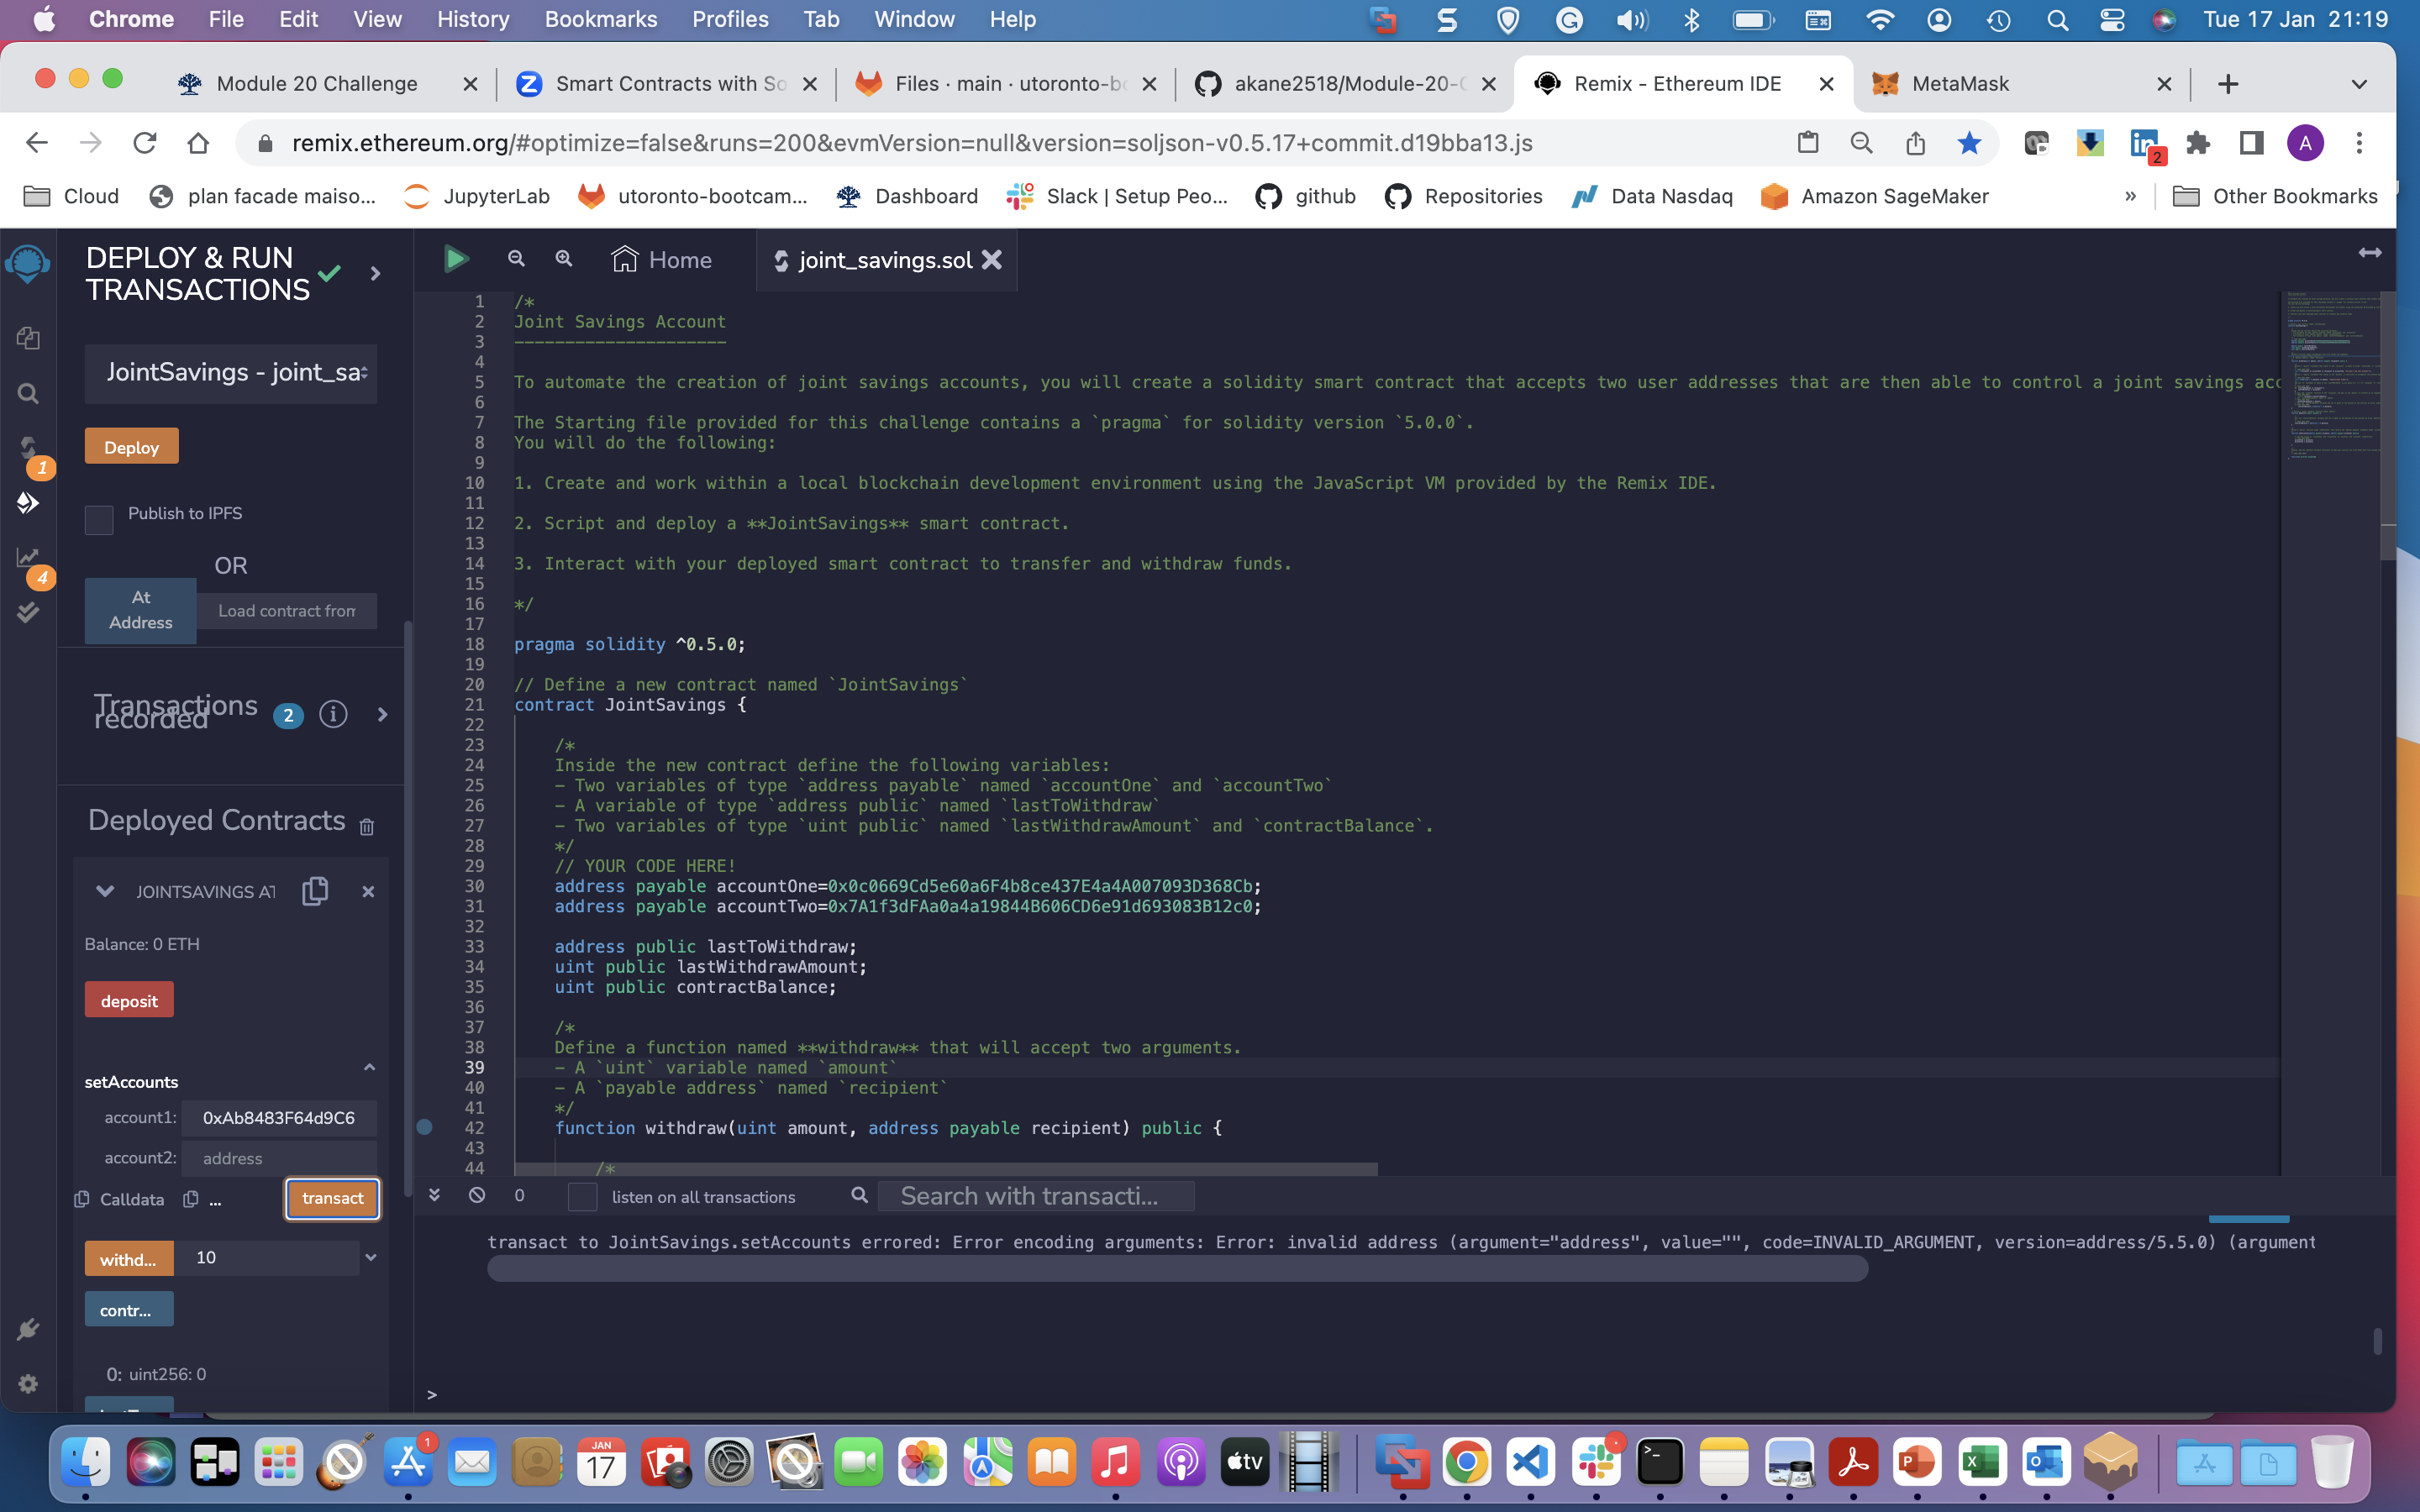 Chrome File Edit View History Bookmarks Profiles Tab Window Help Tue 17 Jan 21:19
Module 20 Challenge
Smart Contracts with So
Files · main · utoronto-bo
akane2518/Module-20-C
Remix - Ethereum IDE
MetaMask
remix.ethereum.org/#optimize=false&runs=200&evmVersion=null&version=soljson-v0.5.17+commit.d19bba13.js
2
A
Cloud plan facade maiso... JupyterLab utoronto-bootcam... Dashboard Slack | Setup Peo... github Repositories Data Nasdaq Amazon SageMaker » Other Bookmarks
DEPLOY & RUN
TRANSACTIONS
JointSavings - joint_sa
Deploy
1
Publish to IPFS
OR
4
At
Address
Load contract from
Transactions
recorded
2
Deployed Contracts
JOINTSAVINGS AT
Balance: 0 ETH
deposit
setAccounts
account1: 0xAb8483F64d9C6
account2: address
Calldata ... transact
withd... 10
contr...
0: uint256: 0
Home
joint_savings.sol
1 /*
2 Joint Savings Account
3 ---------------------
4
5 To automate the creation of joint savings accounts, you will create a solidity smart contract that accepts two user addresses that are then able to control a joint savings acc
6
7 The Starting file provided for this challenge contains a `pragma` for solidity version `5.0.0`.
8 You will do the following:
9
10 1. Create and work within a local blockchain development environment using the JavaScript VM provided by the Remix IDE.
11
12 2. Script and deploy a **JointSavings** smart contract.
13
14 3. Interact with your deployed smart contract to transfer and withdraw funds.
15
16 */
17
18 pragma solidity ^0.5.0;
19
20 // Define a new contract named `JointSavings`
21 contract JointSavings {
22
23 /*
24 Inside the new contract define the following variables:
25 - Two variables of type `address payable` named `accountOne` and `accountTwo`
26 - A variable of type `address public` named `lastToWithdraw`
27 - Two variables of type `uint public` named `lastWithdrawAmount` and `contractBalance`.
28 */
29 // YOUR CODE HERE!
30 address payable accountOne=0x0c0669Cd5e60a6F4b8ce437E4a4A007093D368Cb;
31 address payable accountTwo=0x7A1f3dFAa0a4a19844B606CD6e91d693083B12c0;
32
33 address public lastToWithdraw;
34 uint public lastWithdrawAmount;
35 uint public contractBalance;
36
37 /*
38 Define a function named **withdraw** that will accept two arguments.
39 - A `uint` variable named `amount`
40 - A `payable address` named `recipient`
41 */
42 function withdraw(uint amount, address payable recipient) public {
43
44 /*
0 listen on all transactions Search with transacti...
transact to JointSavings.setAccounts errored: Error encoding arguments: Error: invalid address (argument="address", value="", code=INVALID_ARGUMENT, version=address/5.5.0) (argument
>
1
JAN
17
tv